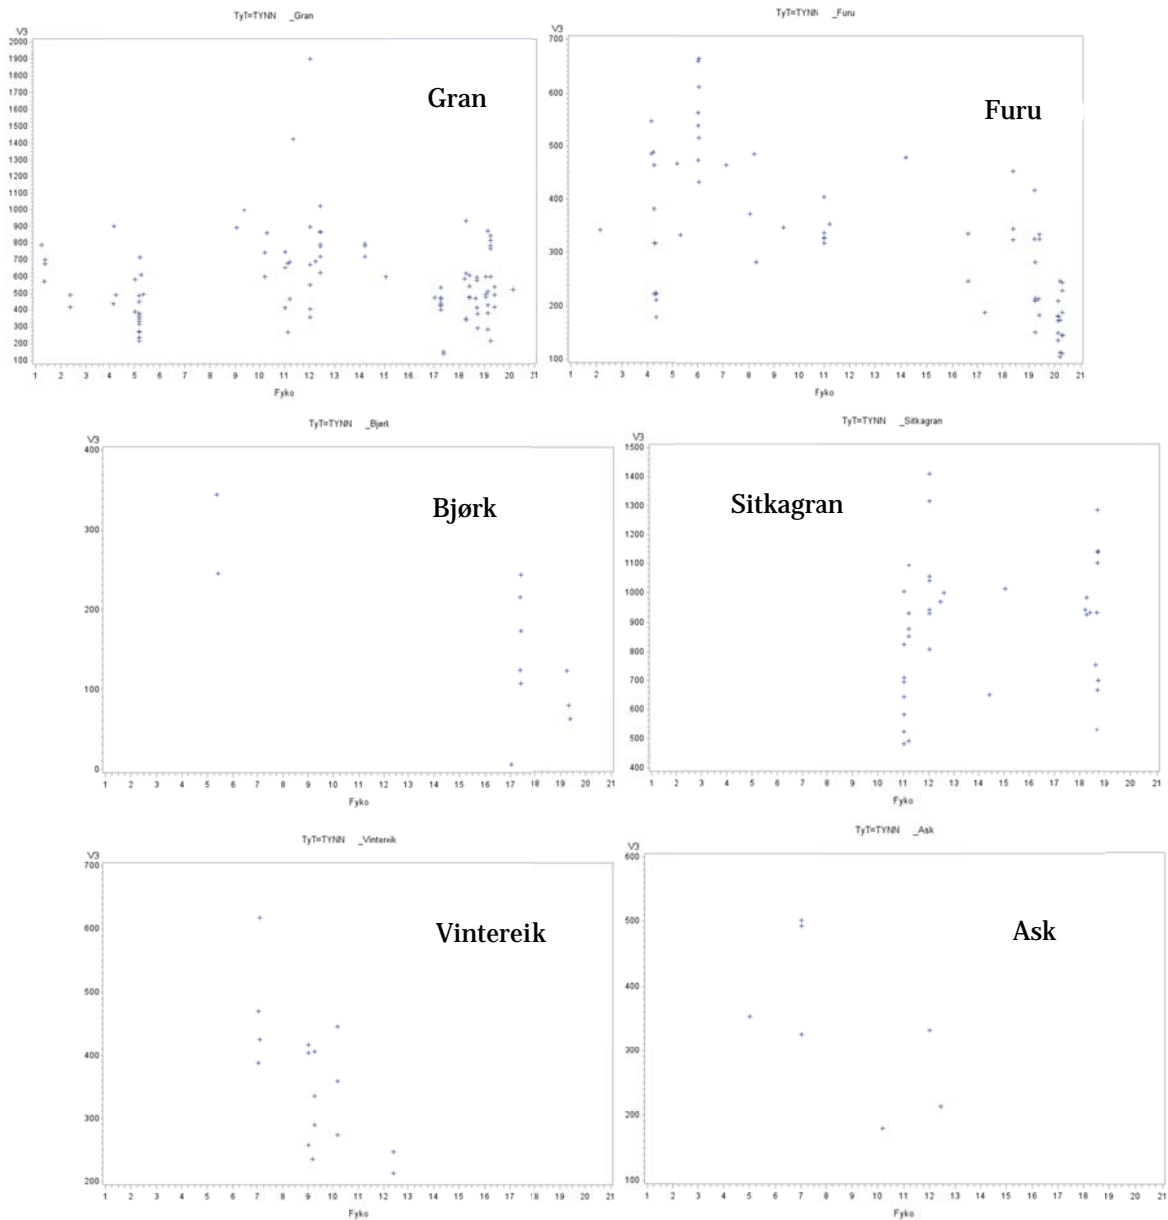 TyT=TYNN _Gran
V3
2000
1900
1800
1700
1600
1500
1400
1300
1200
1100
1000
900
800
700
600
500
400
300
200
100
1 2 3 4 5 6 7 8 9 10 11 12 13 14 15 16 17 18 19 20 21
Fyko
Gran
TyT=TYNN _Furu
V3
700
600
500
400
300
200
100
1 2 3 4 5 6 7 8 9 10 11 12 13 14 15 16 17 18 19 20 21
Fyko
Furu
TyT=TYNN _Bjørk
V3
400
300
200
100
0
1 2 3 4 5 6 7 8 9 10 11 12 13 14 15 16 17 18 19 20 21
Fyko
Bjørk
TyT=TYNN _Sitkagran
V3
1500
1400
1300
1200
1100
1000
900
800
700
600
500
400
1 2 3 4 5 6 7 8 9 10 11 12 13 14 15 16 17 18 19 20 21
Fyko
Sitkagran
TyT=TYNN _Vintereik
V3
700
600
500
400
300
200
1 2 3 4 5 6 7 8 9 10 11 12 13 14 15 16 17 18 19 20 21
Fyko
Vintereik
TyT=TYNN _Ask
V3
600
500
400
300
200
100
1 2 3 4 5 6 7 8 9 10 11 12 13 14 15 16 17 18 19 20 21
Fyko
Ask